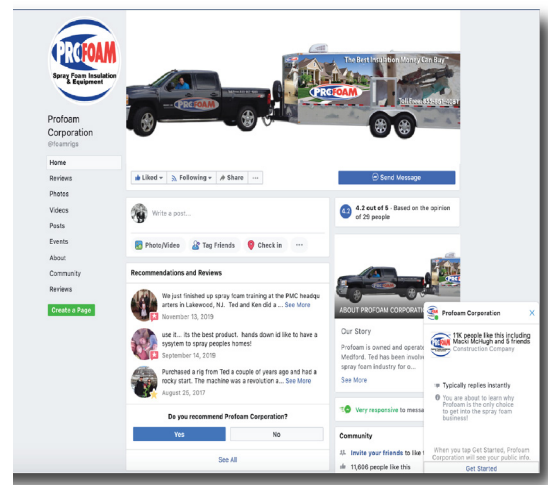 PROFOAM
Spray Foam Insulation
& Equipment
Profoam
Corporation
@foamrigs
Home
Reviews
Photos
Videos
Posts
Events
About
Community
Reviews
Create a Page
The Best Insulation Money Can Buy
PROFOAM
PROFOAM
Toll Free
Liked
Following
Share
...
Send Message
Write a post...
Photo/Video
Tag Friends
Check in
...
Recommendations and Reviews
We just finished up spray foam training at the PMC headqu
arters in Lakewood, NJ. Ted and Ken did a ... See More
November 13, 2019
use it... its the best product. hands down id like to have a
sysytem to spray peoples homes!
September 14, 2019
Purchased a rig from Ted a couple of years ago and had a
rocky start. The machine was a revolution a... See More
August 25, 2017
Do you recommend Profoam Corporation?
Yes
No
See All
4.2
4.2 out of 5 · Based on the opinion
of 29 people
PROFOAM
ABOUT PROFOAM CORPORATI
Our Story
Profoam is owned and operate
Medford. Ted has been involv
spray foam industry for o...
See More
Very responsive to messa
Community
Invite your friends to like t
11,606 people like this
Profoam Corporation
11K people like this including
Macki McHugh and 5 friends
Construction Company
Typically replies instantly
You are about to learn why
Profoam is the only choice
to get into the spray foam
business!
When you tap Get Started, Profoam
Corporation will see your public info.
Get Started